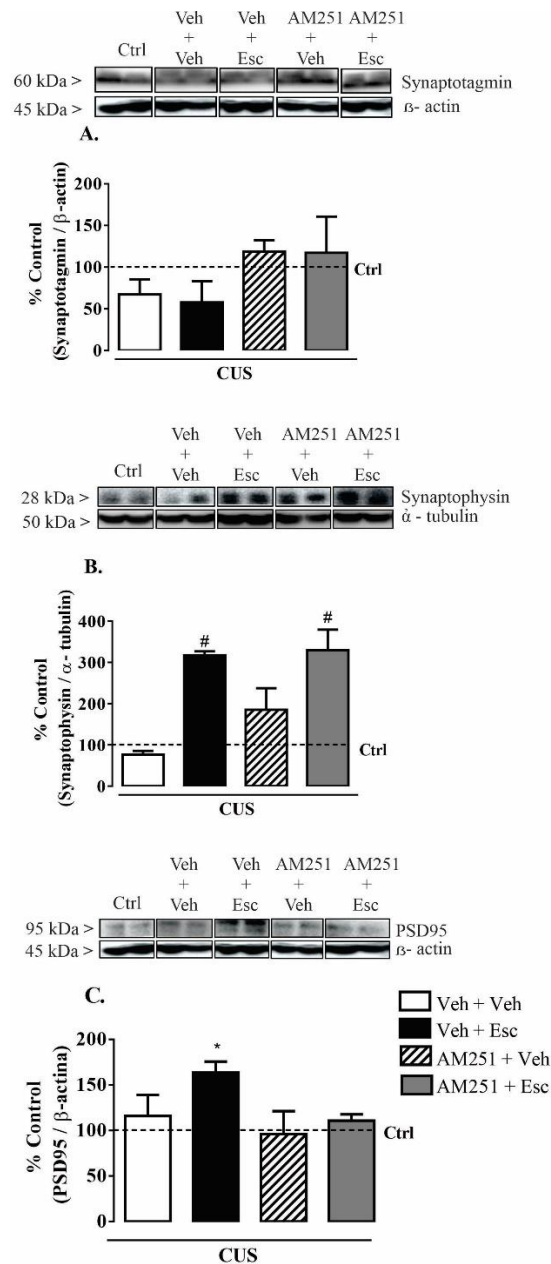 Veh Veh AM251 AM251
+ + + +
Ctrl Veh Esc Veh Esc
60 kDa > Synaptotagmin
45 kDa > ß- actin
A.
% Control
(Synaptotagmin / β-actin)
200
150
100
50
0
Ctrl
CUS
Veh Veh AM251 AM251
+ + + +
Ctrl Veh Esc Veh Esc
28 kDa > Synaptophysin
50 kDa > ἀ - tubulin
B.
% Control
(Synaptophysin / α- tubulin)
400
300
200
100
0
# #
Ctrl
CUS
Veh Veh AM251 AM251
+ + + +
Ctrl Veh Esc Veh Esc
95 kDa > PSD95
45 kDa > ß- actin
C.
Veh + Veh
Veh + Esc
AM251 + Veh
AM251 + Esc
% Control
(PSD95 / β-actina)
200
150
100
50
0
*
Ctrl
CUS